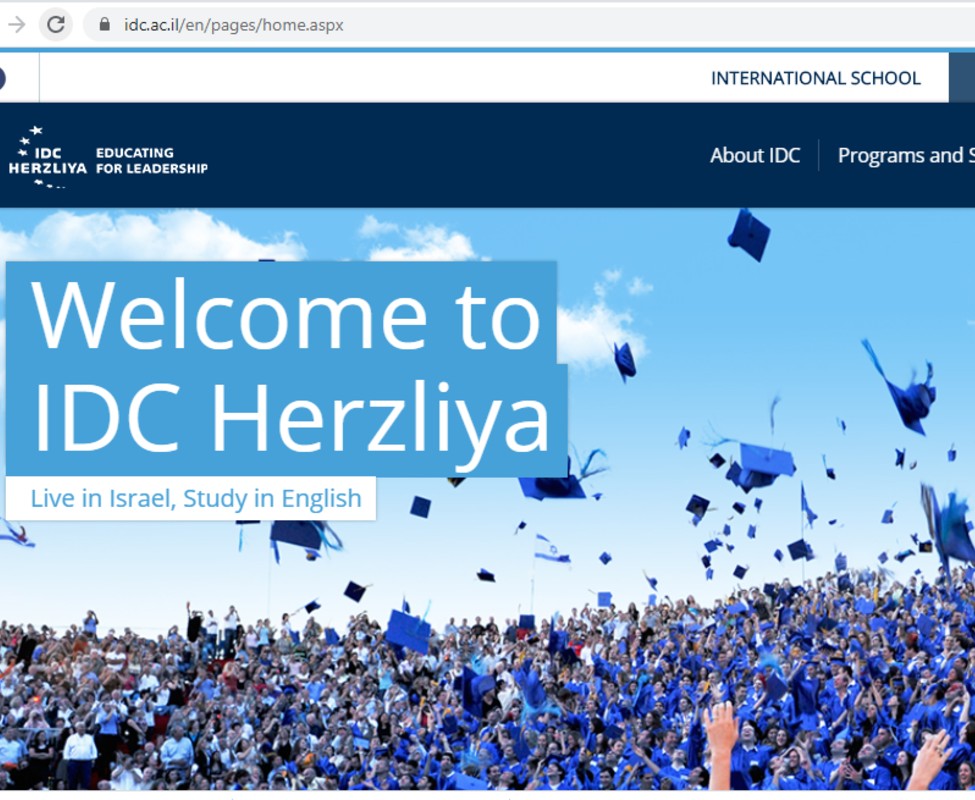 idc.ac.il/en/pages/home.aspx
INTERNATIONAL SCHOOL
IDC
HERZLIYA
EDUCATING
FOR LEADERSHIP
About IDC
Programs and S
Welcome to
IDC Herzliya
Live in Israel, Study in English